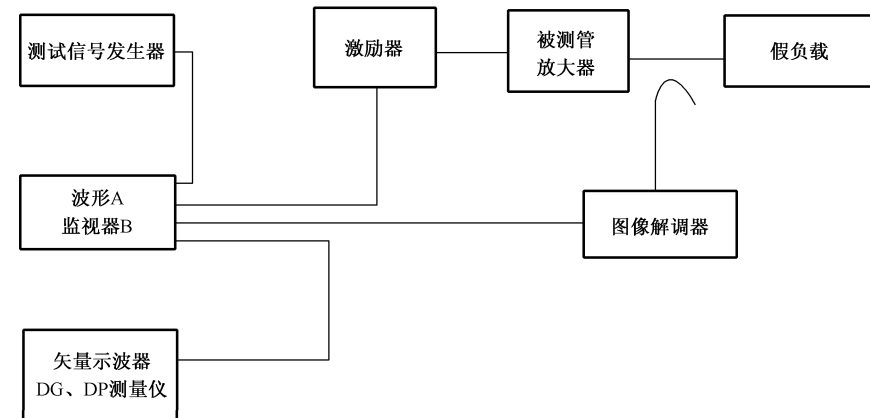 测试信号发生器
激励器
被测管
放大器
假负载
波形A
监视器B
图像解调器
矢量示波器
DG、DP测量仪